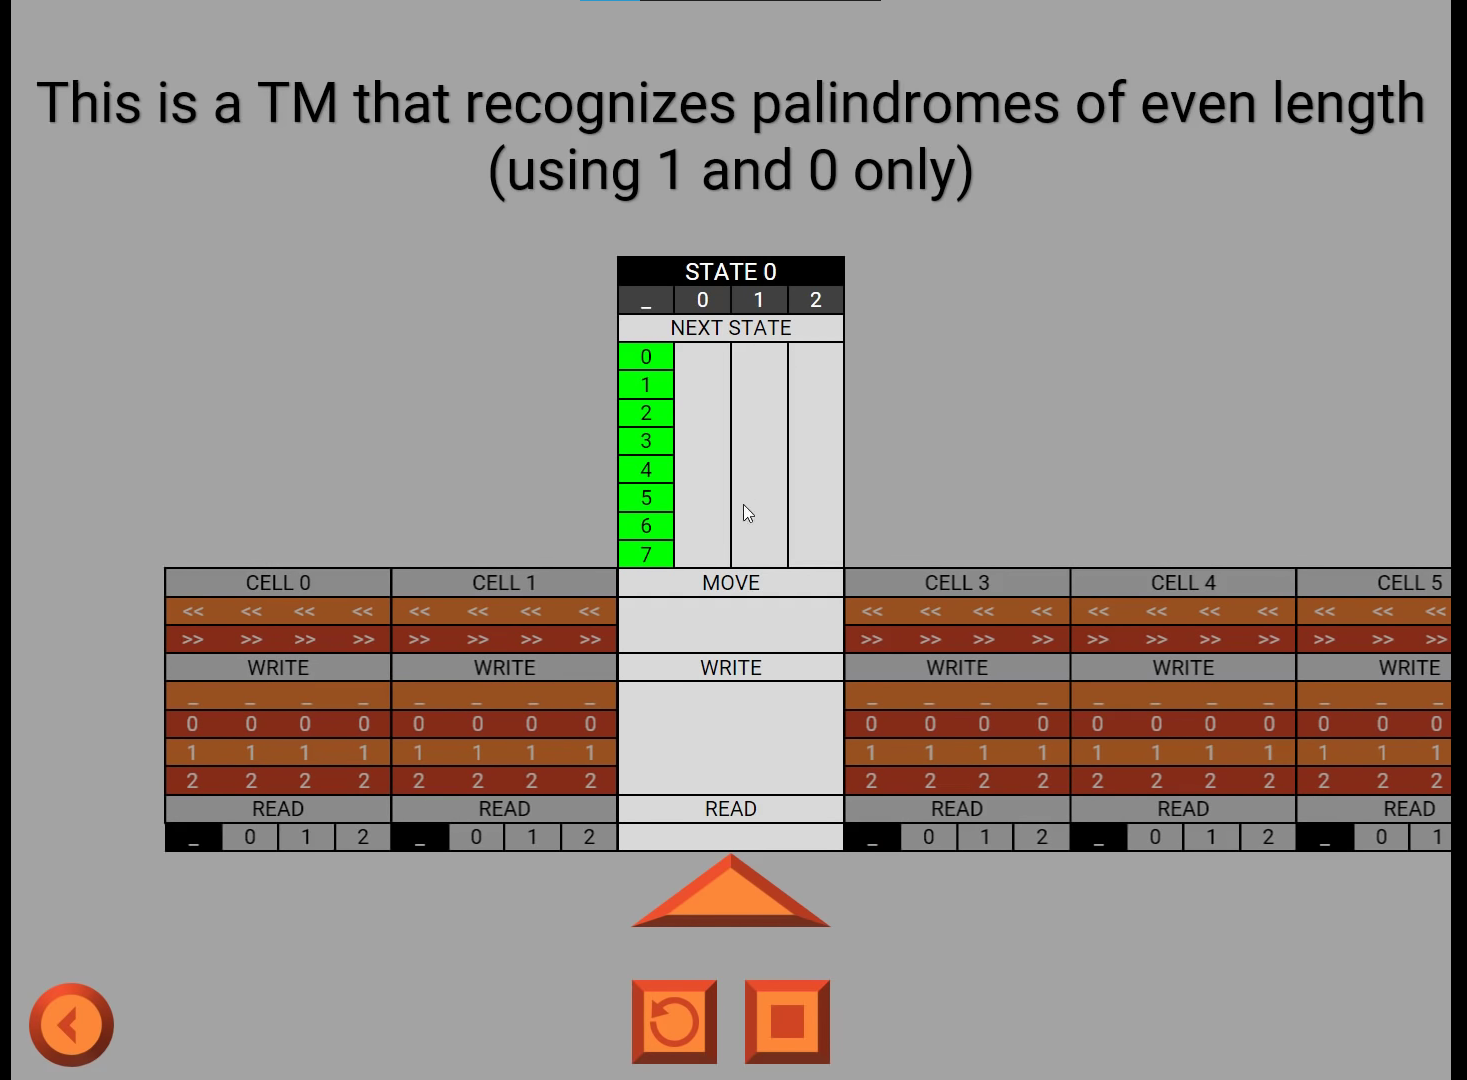 This is a TM that recognizes palindromes of even length
(using 1 and 0 only)
STATE 0
_ 0 1 2
NEXT STATE
0
1
2
3
4
5
6
7
CELL 0 CELL 1 MOVE CELL 3 CELL 4 CELL 5
<< << << << << << << << << << << << << << << << << << <<
>> >> >> >> >> >> >> >> >> >> >> >> >> >> >> >> >> >> >>
WRITE WRITE WRITE WRITE WRITE WRITE
_ _ _ _ _ _ _ _ _ _ _ _ _ _ _ _ _ _ _
0 0 0 0 0 0 0 0 0 0 0 0 0 0 0 0 0 0 0
1 1 1 1 1 1 1 1 1 1 1 1 1 1 1 1 1 1 1
2 2 2 2 2 2 2 2 2 2 2 2 2 2 2 2 2 2 2
READ READ READ READ READ READ
_ 0 1 2 _ 0 1 2 _ 0 1 2 _ 0 1 2 _ 0 1